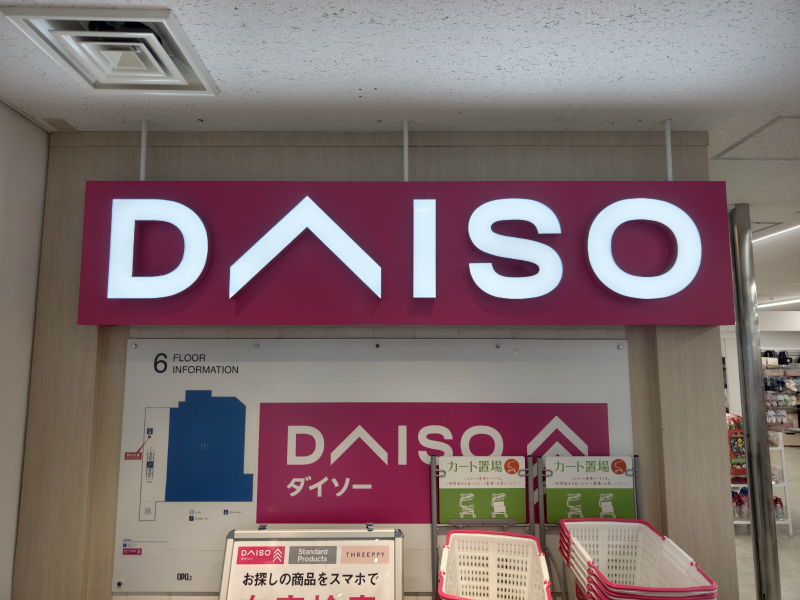 DAISO
6 FLOOR
INFORMATION
DAISO
ダイソー
カート置場
カート置場
DAISO
Standard
Products
THREEPPY
お探しの商品をスマホで
OPA2